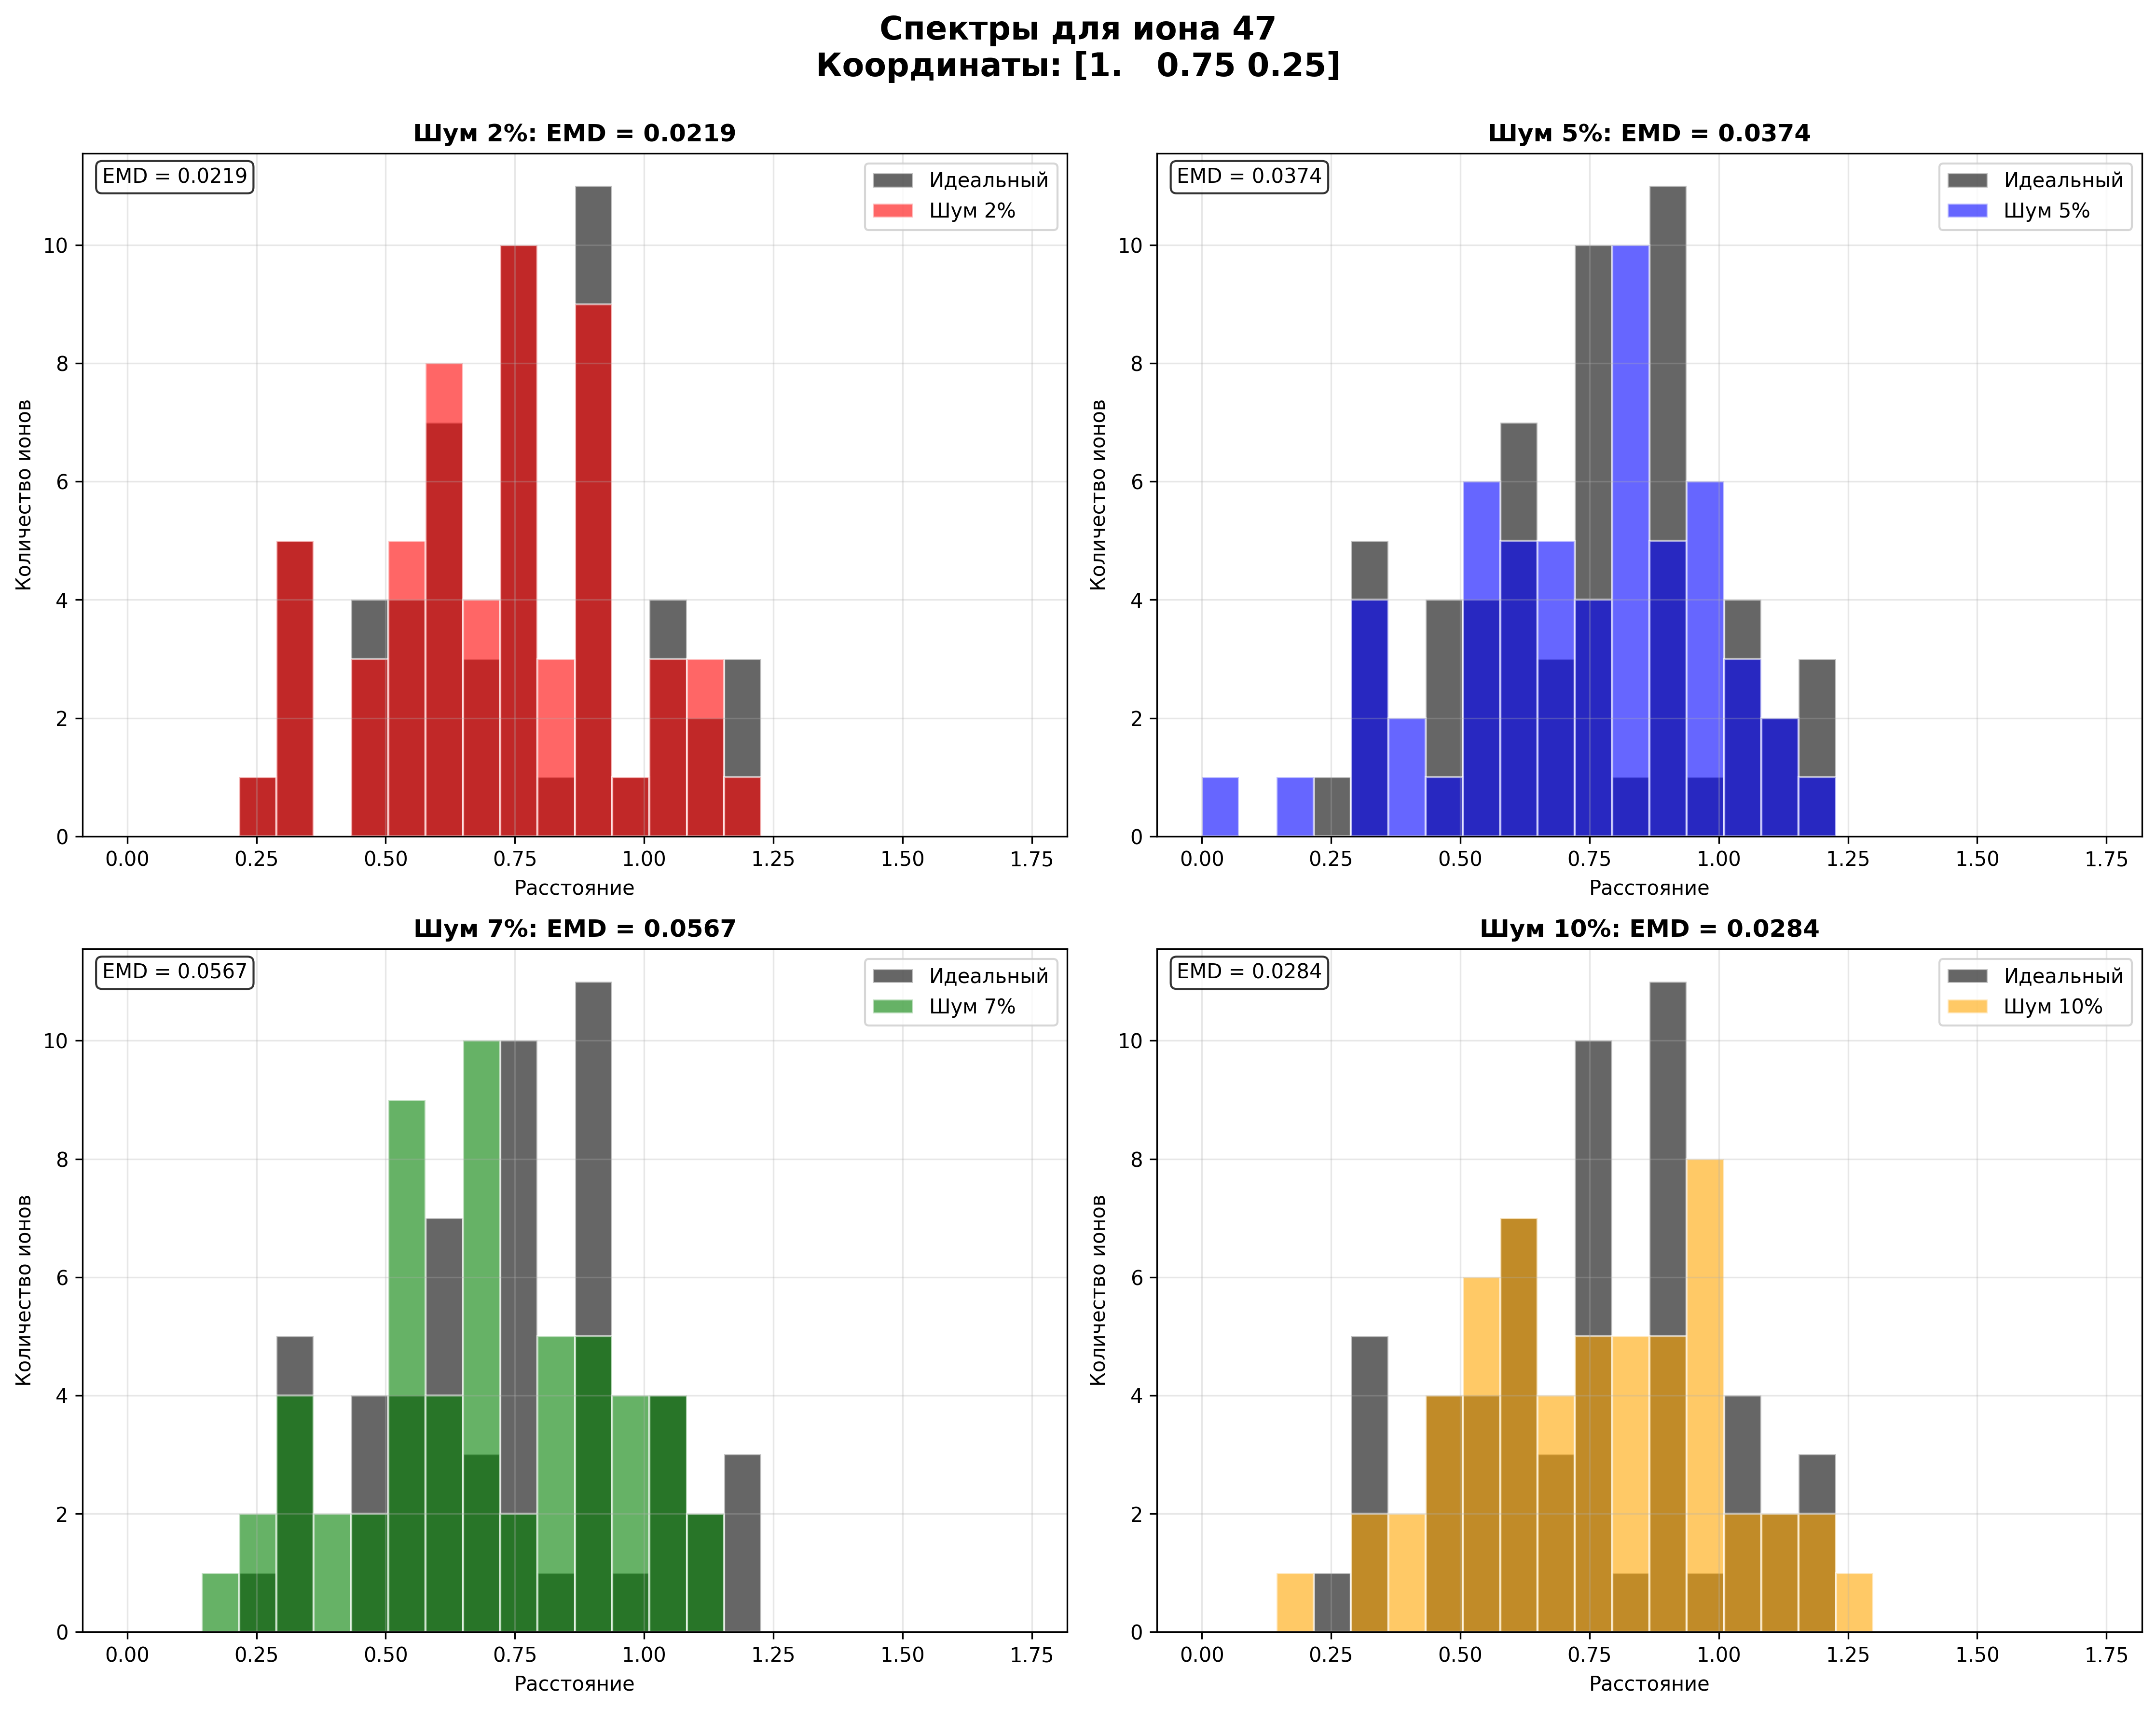 Спектры для иона 47
Координаты: [1.   0.75 0.25]
Шум 2%: EMD = 0.0219
EMD = 0.0219
Идеальный
Шум 2%
Количество ионов
10
8
6
4
2
0
0.00 0.25 0.50 0.75 1.00 1.25 1.50 1.75
Расстояние
Шум 5%: EMD = 0.0374
EMD = 0.0374
Идеальный
Шум 5%
Количество ионов
10
8
6
4
2
0
0.00 0.25 0.50 0.75 1.00 1.25 1.50 1.75
Расстояние
Шум 7%: EMD = 0.0567
EMD = 0.0567
Идеальный
Шум 7%
Количество ионов
10
8
6
4
2
0
0.00 0.25 0.50 0.75 1.00 1.25 1.50 1.75
Расстояние
Шум 10%: EMD = 0.0284
EMD = 0.0284
Идеальный
Шум 10%
Количество ионов
10
8
6
4
2
0
0.00 0.25 0.50 0.75 1.00 1.25 1.50 1.75
Расстояние